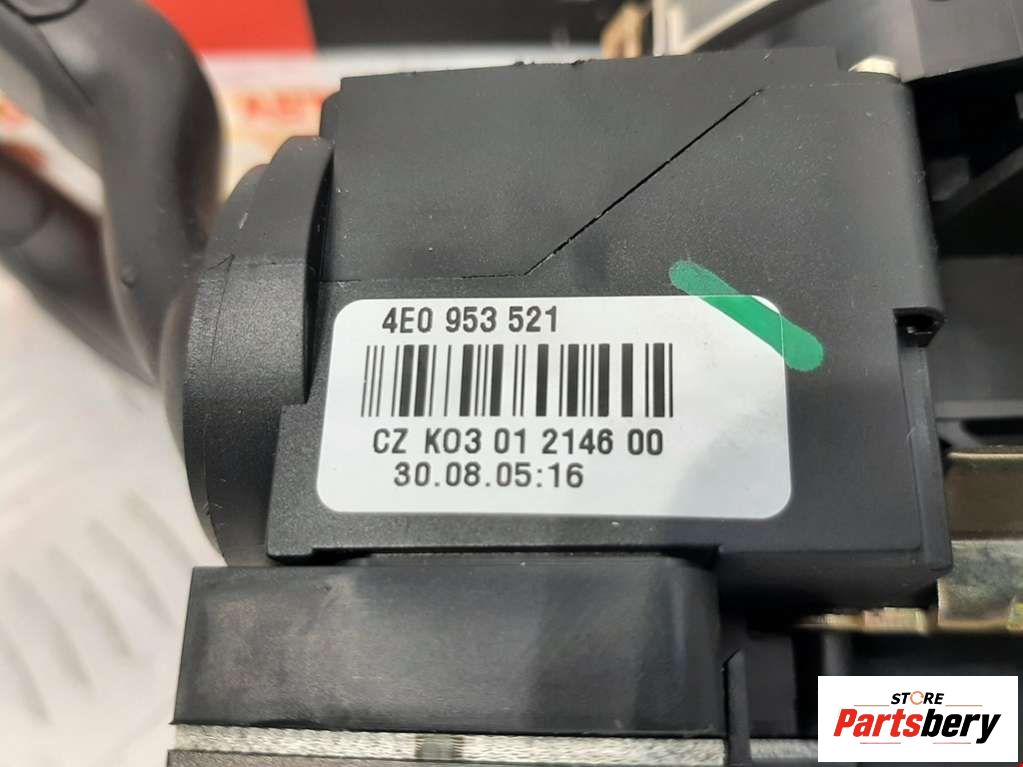 4E0 953 521
CZ K03 01 2146 00
30.08.05:16
STORE
Partsbery